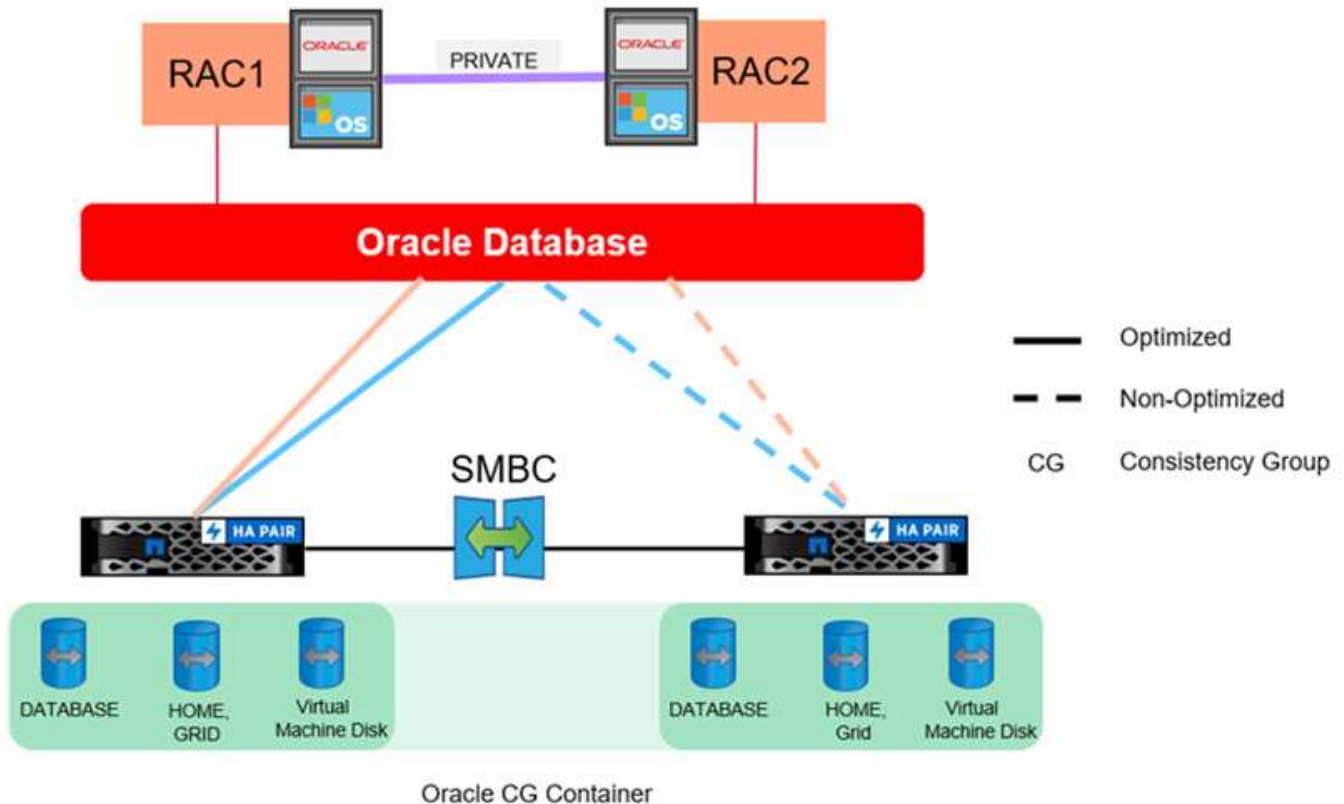 RAC1
ORACLE
OS
PRIVATE
ORACLE
OS
RAC2
Oracle Database
Optimized
Non-Optimized
CG Consistency Group
SMBC
HA PAIR
HA PAIR
DATABASE
HOME,
GRID
Virtual
Machine Disk
DATABASE
HOME,
Grid
Virtual
Machine Disk
Oracle CG Container